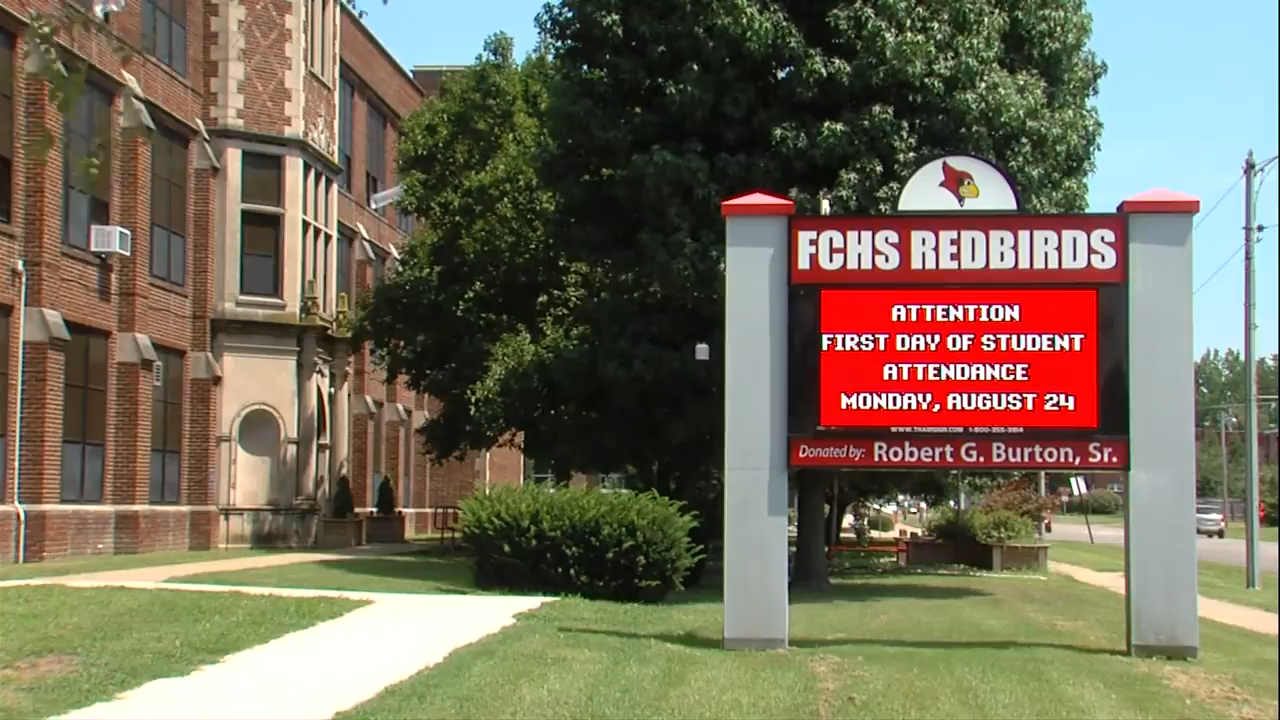 FCHS REDBIRDS
ATTENTION
FIRST DAY OF STUDENT
ATTENDANCE
MONDAY, AUGUST 24
Donated by: Robert G. Burton, Sr.